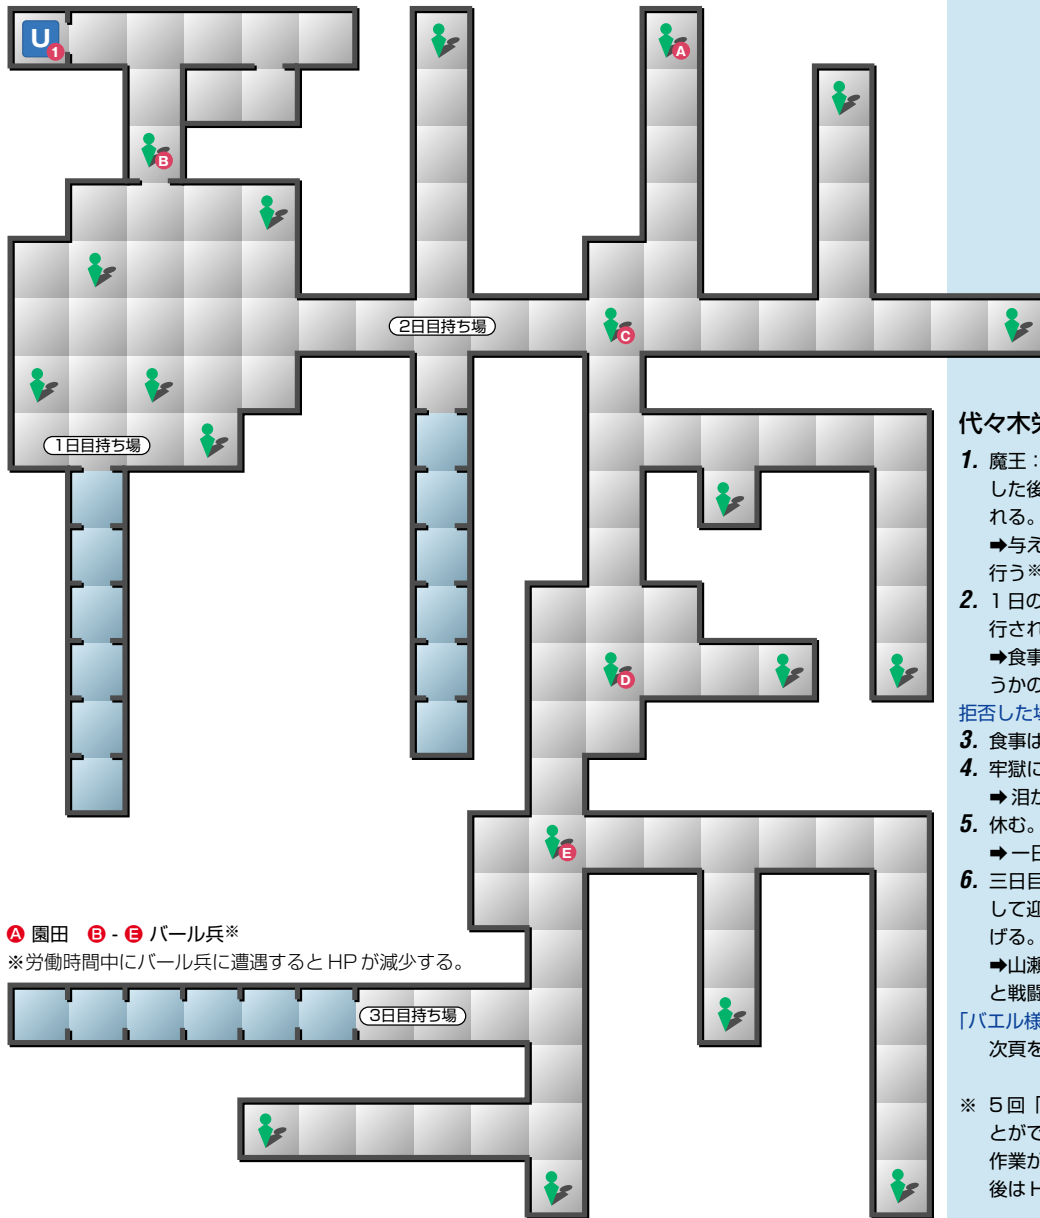 U
1
A
B
C
2日目持ち場
1日目持ち場
D
E
A 園田 B - E バール兵※
※労働時間中にバール兵に遭遇するとHPが減少する。
3日目持ち場
代々木労
1. 魔王：
した後
れる。
➡与え
行う※
2. 1日の
行され
➡食事
うかの
拒否した場
3. 食事は
4. 牢獄に
➡泪か
5. 休む。
➡一日
6. 三日目
して迎
げる。
➡山瀬
と戦闘
「バエル様
次頁を
※ 5回「
とがで
作業が
後はH